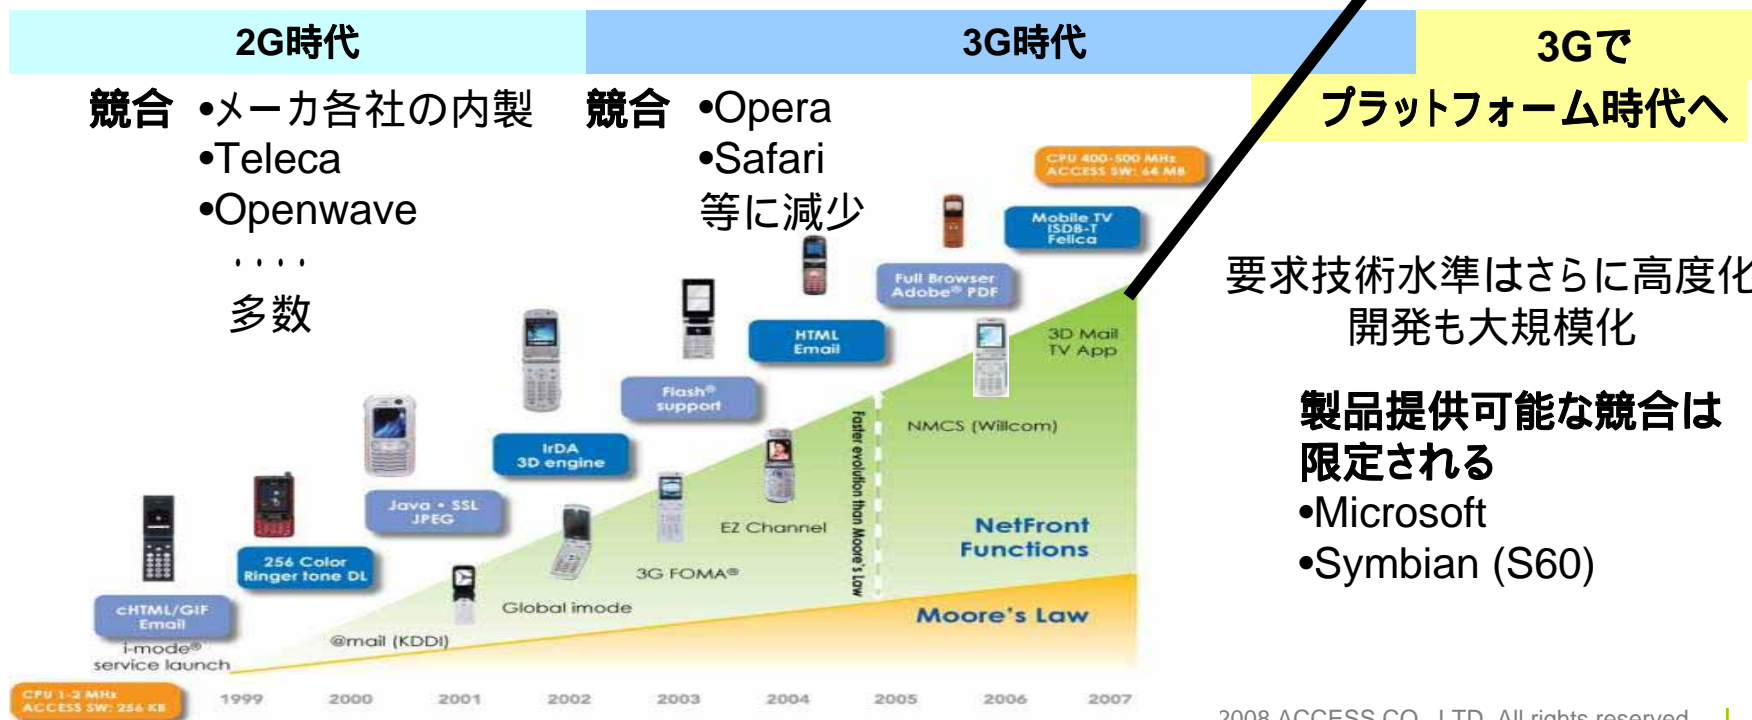 2G時代
3G時代
3Gで
プラットフォーム時代へ
競合
•メーカ各社の内製
•Teleca
•Openwave
····
多数
競合
•Opera
•Safari
等に減少
CPU 400-500 MHz
ACCESS SW: 64 MB
Mobile TV
ISDB-T
Felica
Full Browser
Adobe® PDF
HTML
Email
Flash®
support
IrDA
3D engine
Java • SSL
JPEG
256 Color
Ringer tone DL
cHTML/GIF
Email
i-mode®
service launch
@mail (KDDI)
Global imode
3G FOMA®
EZ Channel
NMCS (Willcom)
3D Mail
TV App
Faster evolution than Moore's Law
NetFront
Functions
Moore's Law
CPU 1-2 MHz
ACCESS SW: 256 KB
1999 2000 2001 2002 2003 2004 2005 2006 2007
要求技術水準はさらに高度化
開発も大規模化
製品提供可能な競合は
限定される
•Microsoft
•Symbian (S60)
2008 ACCESS CO., LTD. All rights reserved.